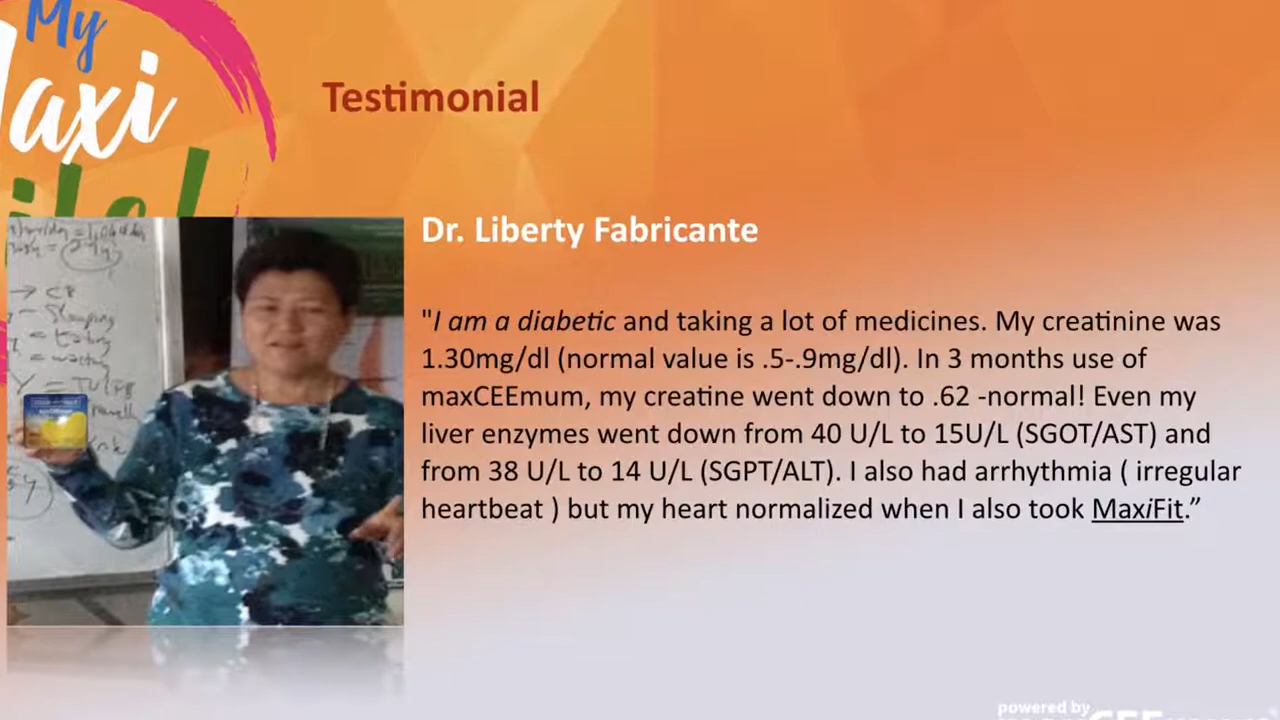 My
axi
Testimonial
Dr. Liberty Fabricante
"I am a diabetic and taking a lot of medicines. My creatinine was
1.30mg/dl (normal value is .5-.9mg/dl). In 3 months use of
maxCEEmum, my creatine went down to .62 -normal! Even my
liver enzymes went down from 40 U/L to 15U/L (SGOT/AST) and
from 38 U/L to 14 U/L (SGPT/ALT). I also had arrhythmia ( irregular
heartbeat ) but my heart normalized when I also took MaxiFit.”
powered by